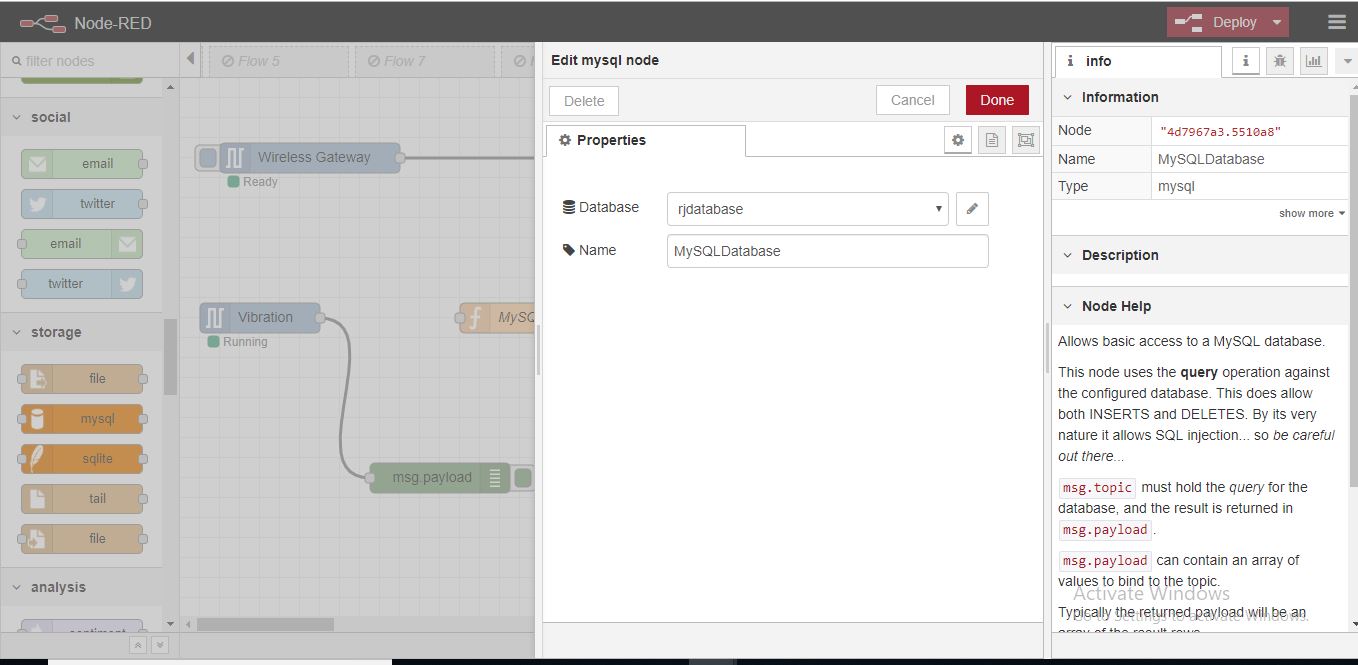 Node-RED
Deploy
filter nodes
Flow 5
Flow 7
Edit mysql node
info
Delete
Cancel
Done
Properties
social
email
twitter
email
twitter
storage
file
mysql
sqlite
tail
file
analysis
sentiment
Wireless Gateway
Ready
Vibration
Running
MySQ
msg.payload
Database
rjdatabase
Name
MySQLDatabase
Information
Node "4d7967a3.5510a8"
Name MySQLDatabase
Type mysql
show more
Description
Node Help
Allows basic access to a MySQL database.
This node uses the query operation against
the configured database. This does allow
both INSERTS and DELETES. By its very
nature it allows SQL injection... so be careful
out there...
msg.topic must hold the query for the
database, and the result is returned in
msg.payload.
msg.payload can contain an array of
values to bind to the topic.
Activate Windows
Typically the returned payload will be an
Go to Settings to activate Windows.
array of the result rows.